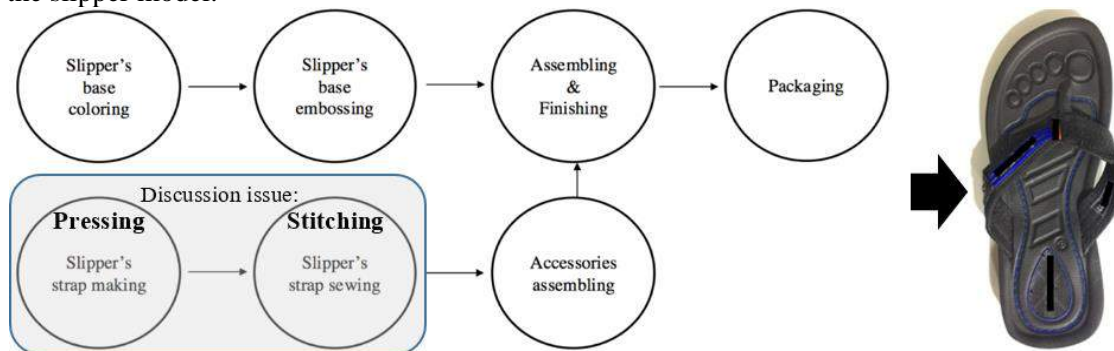 the slipper model.
Slipper's
base
coloring
Slipper's
base
embossing
Assembling
&
Finishing
Packaging
Discussion issue:
Pressing
Stitching
Slipper's
strap making
Slipper's
strap sewing
Accessories
assembling